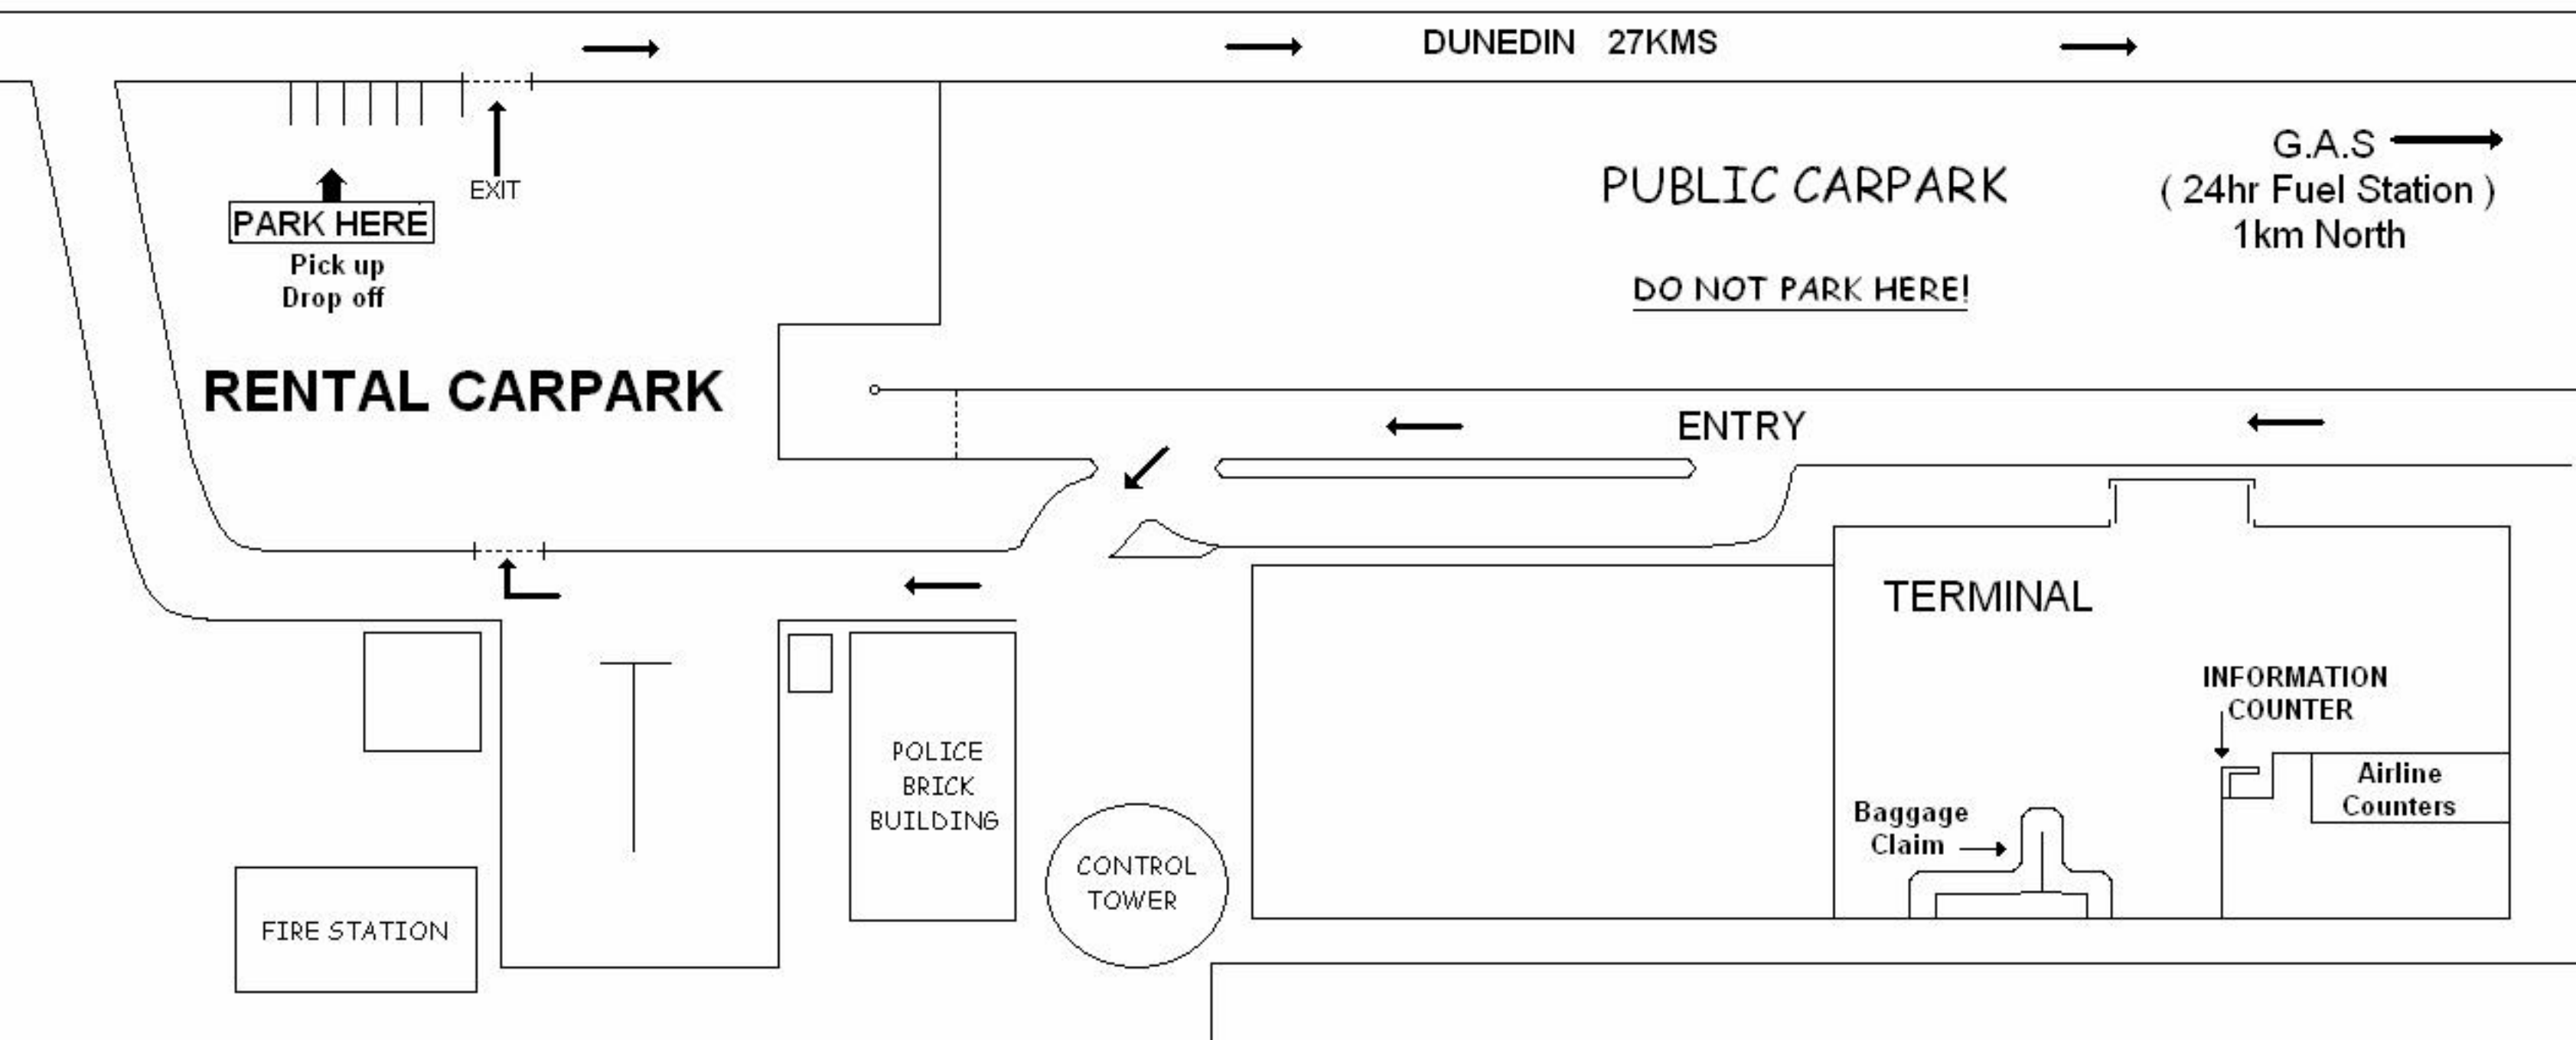 DUNEDIN 27KMS
G.A.S
( 24hr Fuel Station )
1km North
PUBLIC CARPARK
DO NOT PARK HERE!
EXIT
PARK HERE
Pick up
Drop off
RENTAL CARPARK
ENTRY
TERMINAL
INFORMATION
COUNTER
Airline
Counters
Baggage
Claim
POLICE
BRICK
BUILDING
CONTROL
TOWER
FIRE STATION